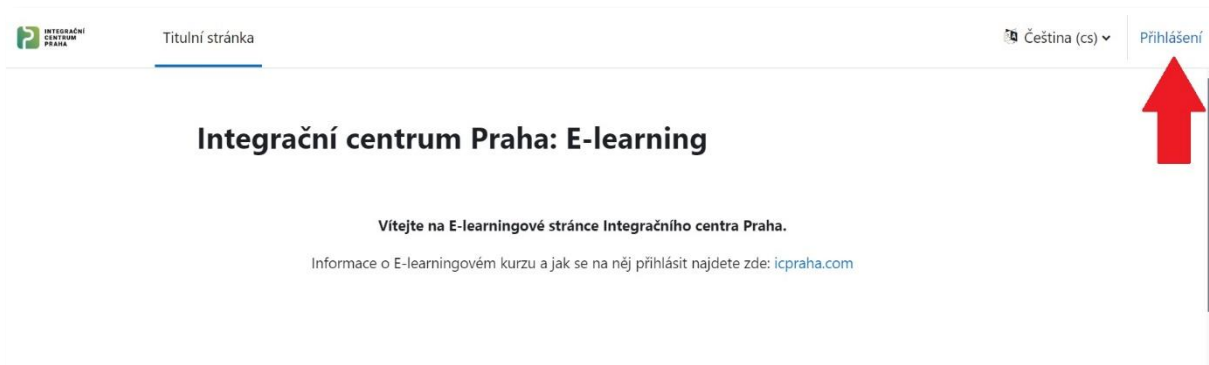 INTEGRAČNÍ
CENTRUM
PRAHA
Titulní stránka
Čeština (cs)
Přihlášení
Integrační centrum Praha: E-learning
Vítejte na E-learningové stránce Integračního centra Praha.
Informace o E-learningovém kurzu a jak se na něj přihlásit najdete zde: icpraha.com